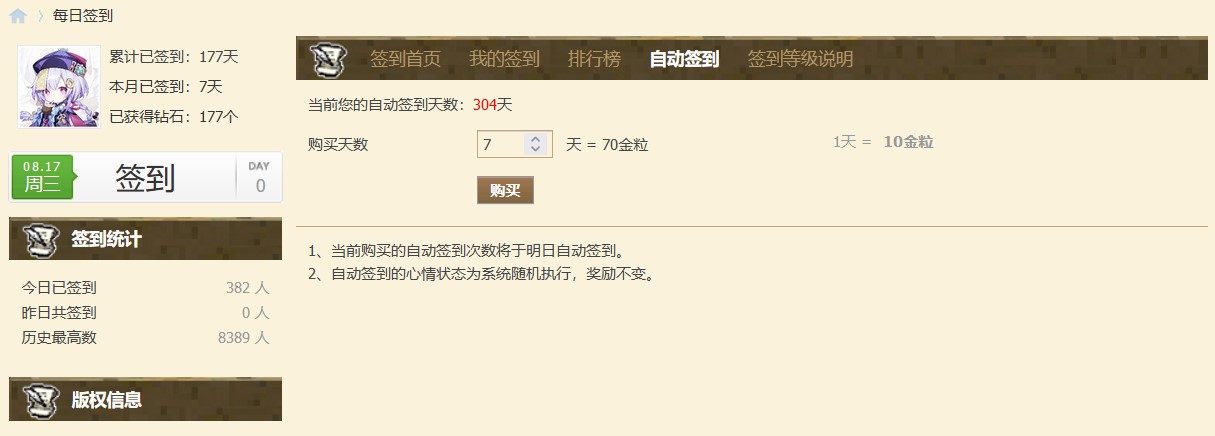 每日签到
累计已签到：177天
本月已签到：7天
已获得钻石：177个
08.17
周三
签到
DAY
0
签到统计
今日已签到 382 人
昨日共签到 0 人
历史最高数 8389 人
版权信息
签到首页 我的签到 排行榜 自动签到 签到等级说明
当前您的自动签到天数：304天
购买天数 7 天 = 70金粒 1天 = 10金粒
购买
1、当前购买的自动签到次数将于明日自动签到。
2、自动签到的心情状态为系统随机执行，奖励不变。